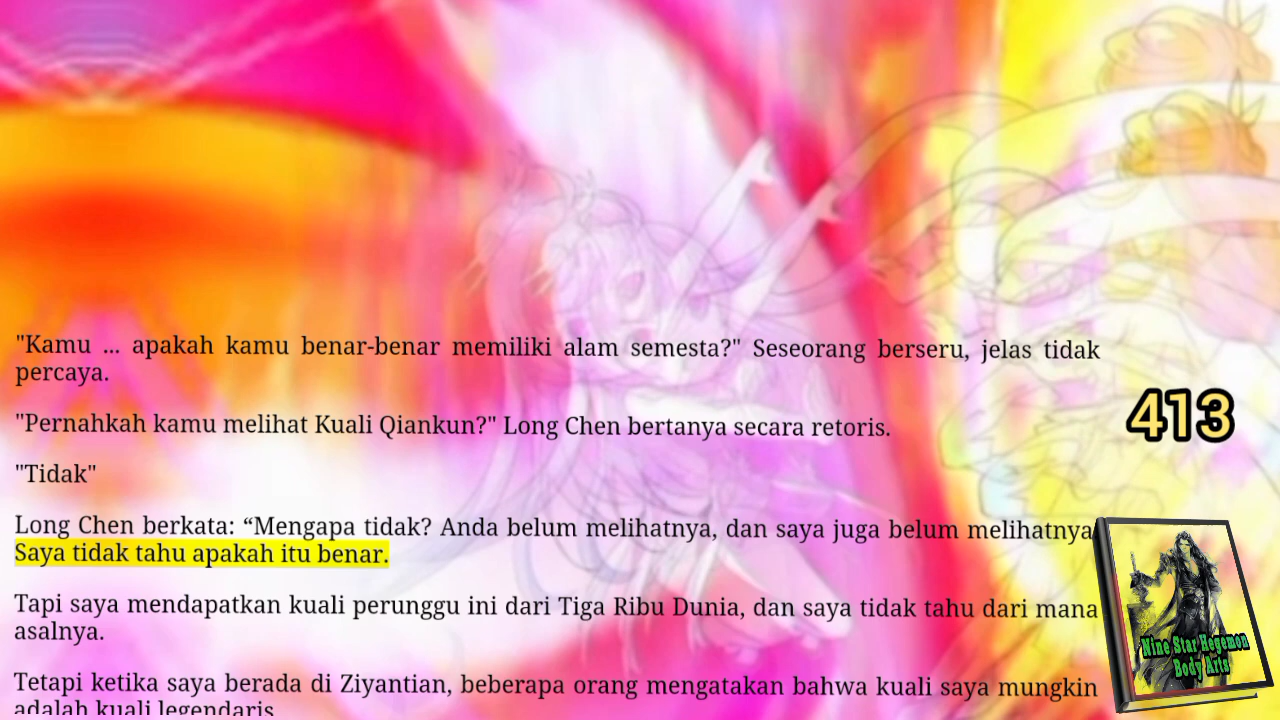 "Kamu ... apakah kamu benar-benar memiliki alam semesta?" Seseorang berseru, jelas tidak
percaya.
"Pernahkah kamu melihat Kuali Qiankun?" Long Chen bertanya secara retoris.
"Tidak"
Long Chen berkata: “Mengapa tidak? Anda belum melihatnya, dan saya juga belum melihatnya.
Saya tidak tahu apakah itu benar.
Tapi saya mendapatkan kuali perunggu ini dari Tiga Ribu Dunia, dan saya tidak tahu dari mana
asalnya.
Tetapi ketika saya berada di Ziyantian, beberapa orang mengatakan bahwa kuali saya mungkin
adalah kuali legendaris
413
Nine Star Hegemon
Body Arts